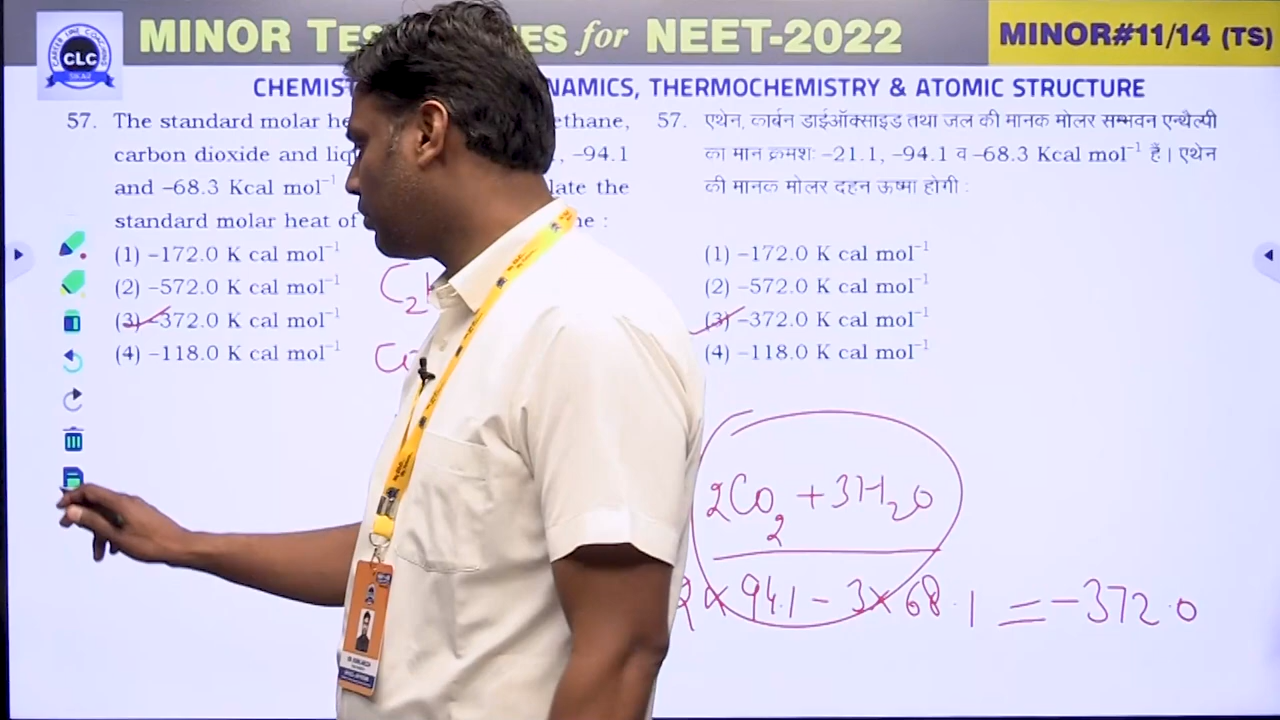 CLC
SIKAR
MINOR TES ES for NEET-2022
MINOR#11/14 (TS)
CHEMIST NAMICS, THERMOCHEMISTRY & ATOMIC STRUCTURE
57. The standard molar he ethane,
carbon dioxide and liq , –94.1
and –68.3 Kcal mol⁻¹ late the
standard molar heat of ne :
(1) –172.0 K cal mol⁻¹
(2) –572.0 K cal mol⁻¹
(3) –372.0 K cal mol⁻¹
(4) –118.0 K cal mol⁻¹
57. एथेन, कार्बन डाईऑक्साइड तथा जल की मानक मोलर सम्भवन एन्थैल्पी
का मान क्रमशः –21.1, –94.1 व –68.3 Kcal mol⁻¹ हैं। एथेन
की मानक मोलर दहन ऊष्मा होगी :
(1) –172.0 K cal mol⁻¹
(2) –572.0 K cal mol⁻¹
(3) –372.0 K cal mol⁻¹
(4) –118.0 K cal mol⁻¹
C₂
2CO₂ + 3H₂O
2 × 94.1 – 3 × 68.1 = –372.0